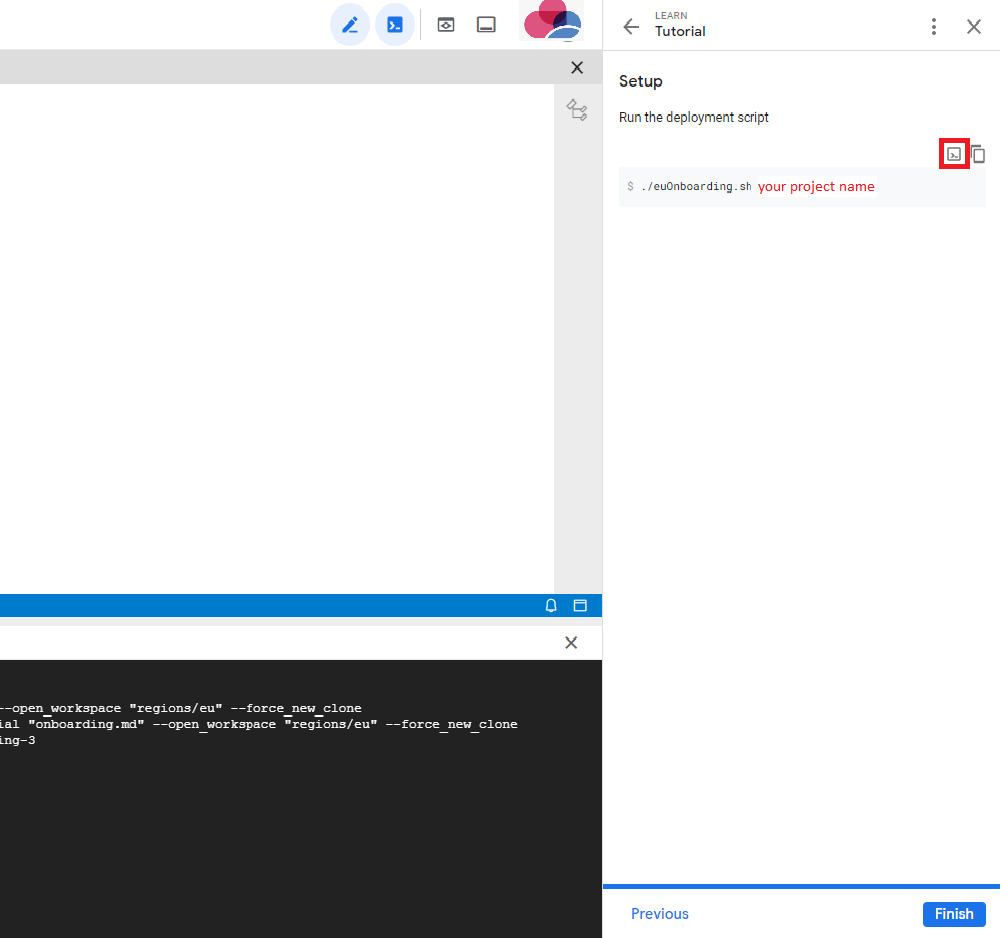 LEARN
Tutorial
Setup
Run the deployment script
$ ./euOnboarding.sh your project name
--open_workspace "regions/eu" --force_new_clone
ial "onboarding.md" --open_workspace "regions/eu" --force_new_clone
ing-3
Previous
Finish